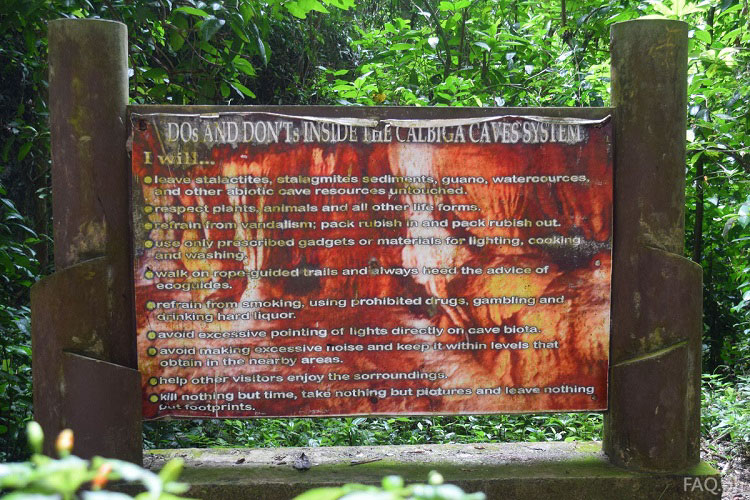 DOs AND DON'Ts INSIDE THE CALBIGA CAVES SYSTEM
I will...
leave stalactites, stalagmites sediments, guano, watercources,
and other abiotic cave resources untouched.
respect plants, animals and all other life forms.
refrain from vandalism; pack rubish in and pack rubish out.
use only prescribed gadgets or materials for lighting, cooking
and washing.
walk on rope-guided trails and always heed the advice of
ecoguides.
refrain from smoking, using prohibited drugs, gambling and
drinking hard liquor.
avoid excessive pointing of lights directly on cave biota.
avoid making excessive noise and keep it within levels that
obtain in the nearby areas.
help other visitors enjoy the sorroundings.
kill nothing but time, take nothing but pictures and leave nothing
but footprints.